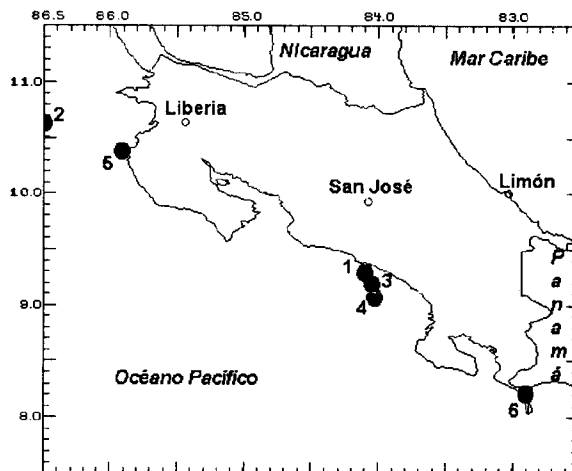 86.5 86.0 85.0 84.0 83.0
Nicaragua
Mar Caribe
11.0
Liberia
2
5
10.0
San José
Limón
1
3
4
Panamá
9.0
Océano Pacífico
8.0
6